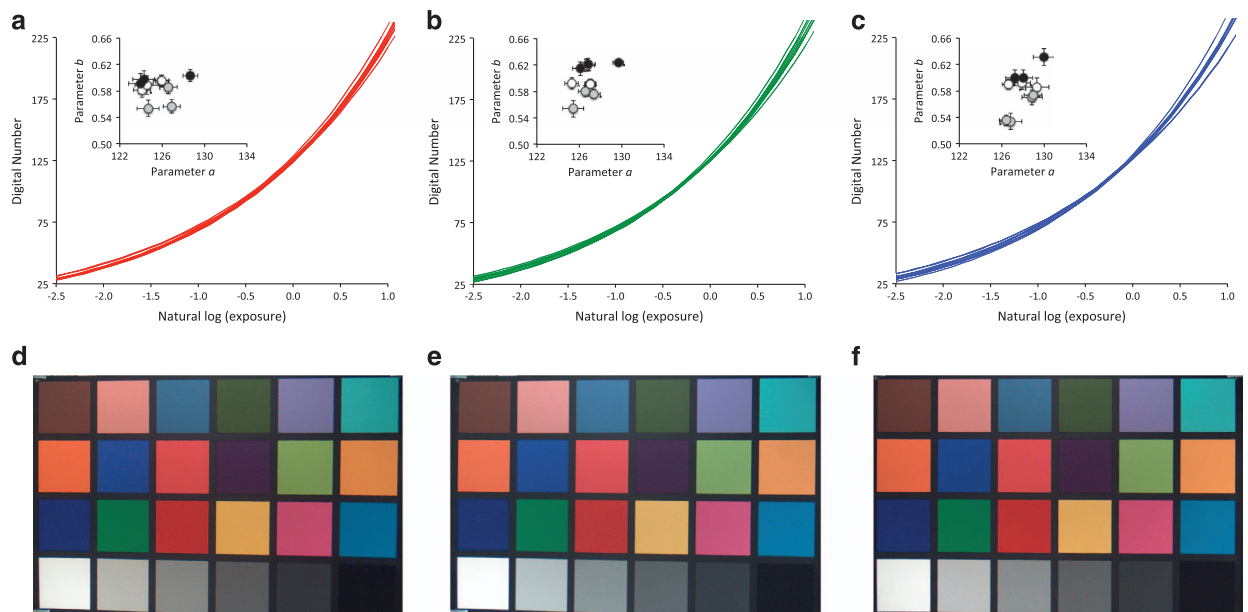 a
225
175
125
75
25
Digital Number
-2.5 -2.0 -1.5 -1.0 -0.5 0.0 0.5 1.0
Natural log (exposure)
0.66
0.62
0.58
0.54
0.50
Parameter b
122 126 130 134
Parameter a
b
225
175
125
75
25
Digital Number
-2.5 -2.0 -1.5 -1.0 -0.5 0.0 0.5 1.0
Natural log (exposure)
0.66
0.62
0.58
0.54
0.50
Parameter b
122 126 130 134
Parameter a
c
225
175
125
75
25
Digital Number
-2.5 -2.0 -1.5 -1.0 -0.5 0.0 0.5 1.0
Natural log (exposure)
0.66
0.62
0.58
0.54
0.50
Parameter b
122 126 130 134
Parameter a
d
e
f